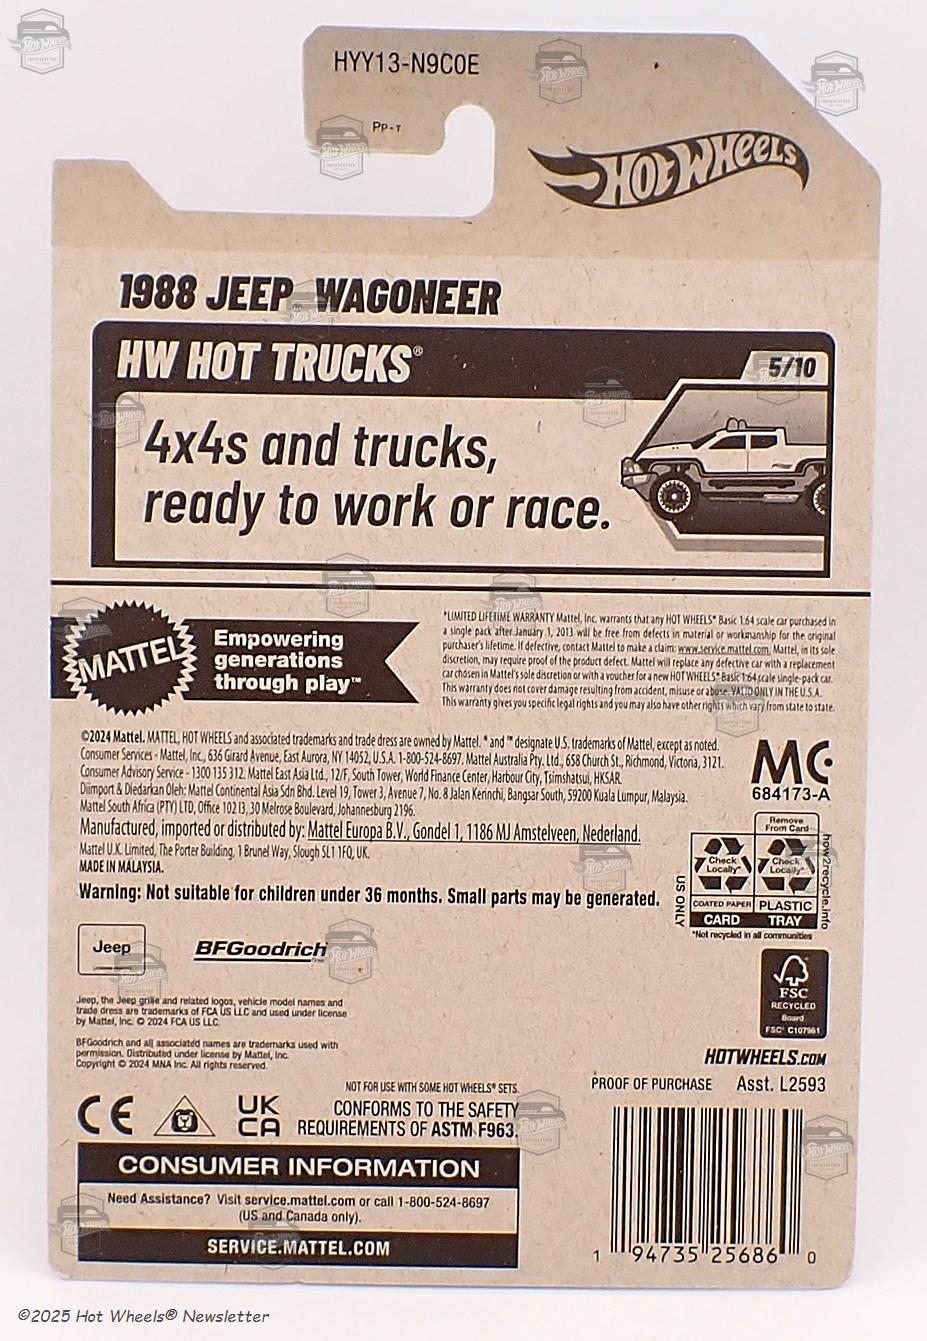 HYY13-N9C0E
PP-T
HOT WHEELS
1988 JEEP® WAGONEER
HW HOT TRUCKS®
5/10
4x4s and trucks,
ready to work or race.
MATTEL
Empowering
generations
through play™
*LIMITED LIFETIME WARRANTY Mattel, Inc. warrants that any HOT WHEELS® Basic 1:64 scale car purchased in
a single pack after January 1, 2013 will be free from defects in material or workmanship for the original
purchaser's lifetime. If defective, contact Mattel to make a claim: www.service.mattel.com. Mattel, in its sole
discretion, may require proof of the product defect. Mattel will replace any defective car with a replacement
car chosen in Mattel's sole discretion or with a voucher for a new HOT WHEELS® Basic 1:64 scale single-pack car.
This warranty does not cover damage resulting from accident, misuse or abuse. VALID ONLY IN THE U.S.A.
This warranty gives you specific legal rights and you may also have other rights which vary from state to state.
©2024 Mattel. MATTEL, HOT WHEELS and associated trademarks and trade dress are owned by Mattel. ® and ™ designate U.S. trademarks of Mattel, except as noted.
Consumer Services - Mattel, Inc., 636 Girard Avenue, East Aurora, NY 14052, U.S.A. 1-800-524-8697. Mattel Australia Pty. Ltd., 658 Church St., Richmond, Victoria, 3121.
Consumer Advisory Service - 1300 135 312. Mattel East Asia Ltd., 12/F, South Tower, World Finance Center, Harbour City, Tsimshatsui, HKSAR.
Diimport & Diedarkan Oleh: Mattel Continental Asia Sdn Bhd. Level 19, Tower 3, Avenue 7, No. 8 Jalan Kerinchi, Bangsar South, 59200 Kuala Lumpur, Malaysia.
Mattel South Africa (PTY) LTD, Office 102 I3, 30 Melrose Boulevard, Johannesburg 2196.
Manufactured, imported or distributed by: Mattel Europa B.V., Gondel 1, 1186 MJ Amstelveen, Nederland.
Mattel U.K. Limited, The Porter Building, 1 Brunel Way, Slough SL1 1FQ, UK.
MADE IN MALAYSIA.
Warning: Not suitable for children under 36 months. Small parts may be generated.
MC
684173-A
Remove
From Card
Check
Locally*
Check
Locally*
COATED PAPER
PLASTIC
CARD
TRAY
US ONLY
how2recycle.info
*Not recycled in all communities
Jeep
BFGoodrich
Tires
FSC
RECYCLED
Board
FSC® C107961
Jeep, the Jeep grille and related logos, vehicle model names and
trade dress are trademarks of FCA US LLC and used under license
by Mattel, Inc. © 2024 FCA US LLC.
BFGoodrich and all associated names are trademarks used with
permission. Distributed under license by Mattel, Inc.
Copyright © 2024 MNA Inc. All rights reserved.
HOTWHEELS.COM
NOT FOR USE WITH SOME HOT WHEELS® SETS.
PROOF OF PURCHASE Asst. L2593
CE
UK
CA
CONFORMS TO THE SAFETY
REQUIREMENTS OF ASTM F963.
CONSUMER INFORMATION
Need Assistance? Visit service.mattel.com or call 1-800-524-8697
(US and Canada only).
SERVICE.MATTEL.COM
1 94735 25686 0
©2025 Hot Wheels® Newsletter